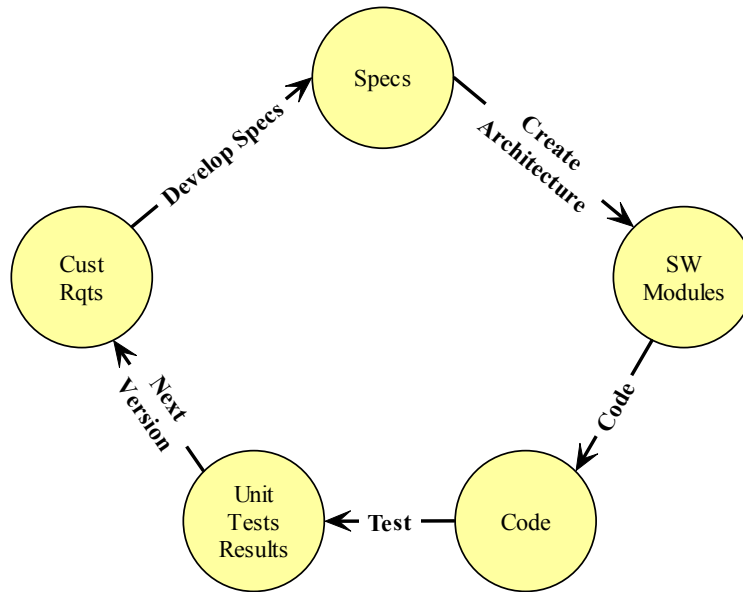 Specs
Create
Architecture
SW
Modules
Code
Code
Test
Unit
Tests
Results
Next
Version
Cust
Rqts
Develop Specs